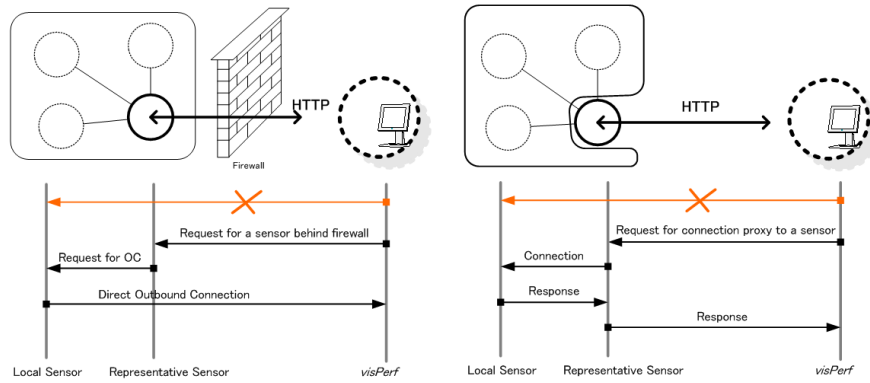 HTTP
Firewall
Request for a sensor behind firewall
Request for OC
Direct Outbound Connection
Local Sensor
Representative Sensor
visPerf
HTTP
Request for connection proxy to a sensor
Connection
Response
Response
Local Sensor
Representative Sensor
visPerf